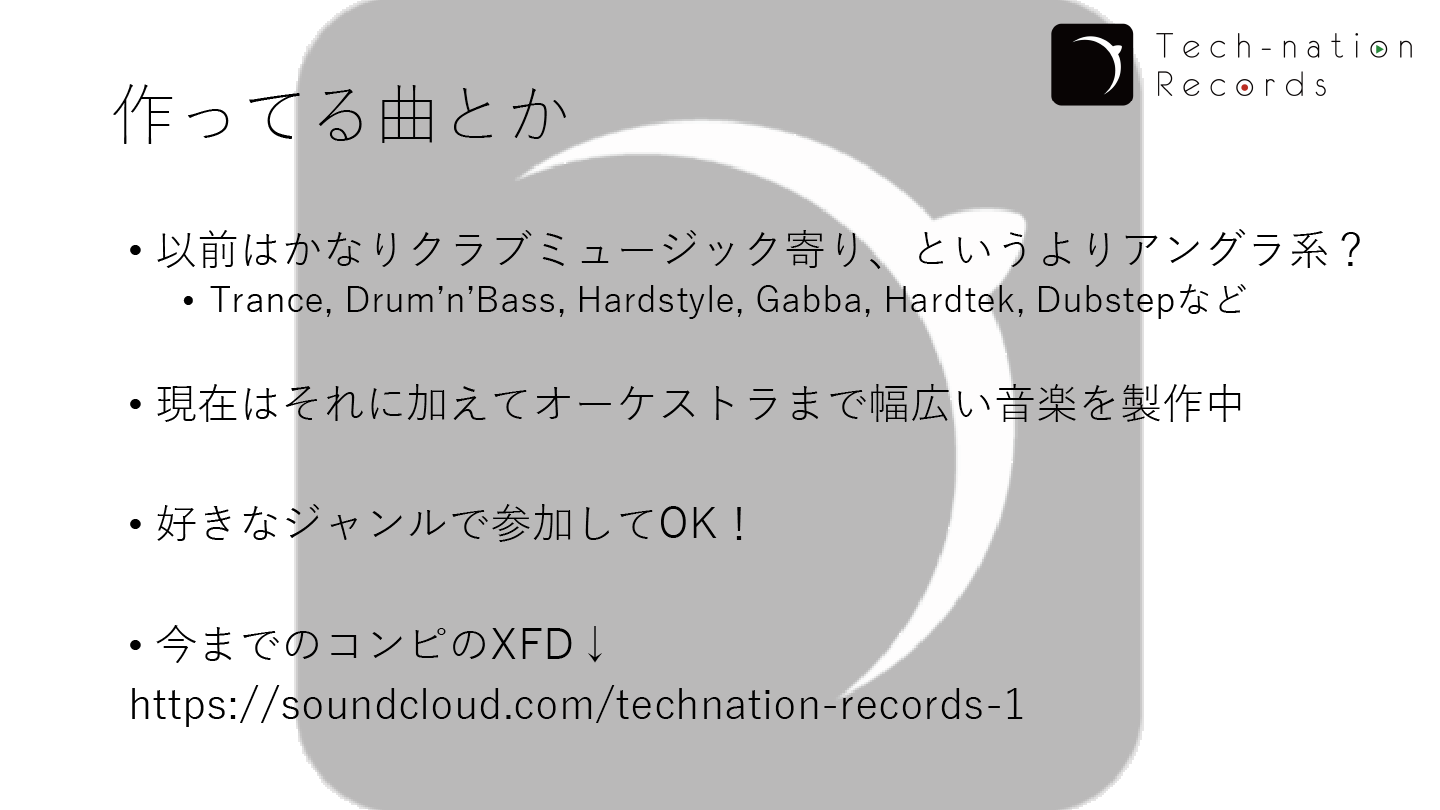 Tech-nation
Records
作ってる曲とか
• 以前はかなりクラブミュージック寄り、というよりアングラ系？
• Trance, Drum’n’Bass, Hardstyle, Gabba, Hardtek, Dubstepなど
• 現在はそれに加えてオーケストラまで幅広い音楽を製作中
• 好きなジャンルで参加してOK！
• 今までのコンピのXFD↓
https://soundcloud.com/technation-records-1